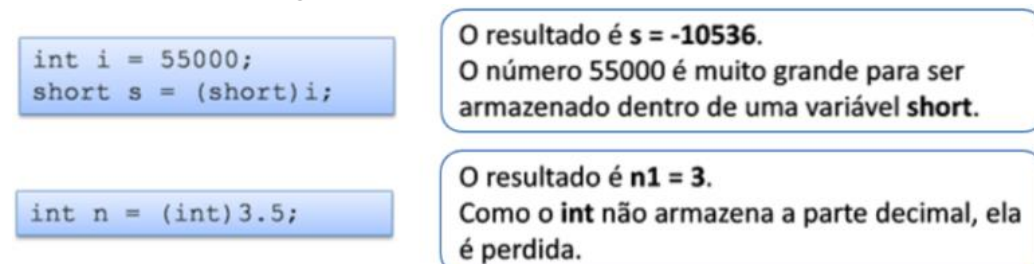 int i = 55000;
short s = (short)i;
O resultado é s = -10536.
O número 55000 é muito grande para ser
armazenado dentro de uma variável short.
int n = (int)3.5;
O resultado é n1 = 3.
Como o int não armazena a parte decimal, ela
é perdida.